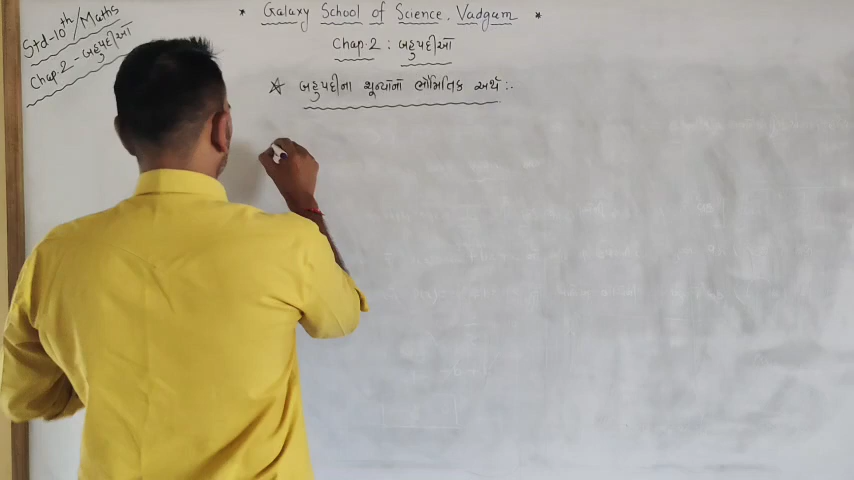 Std-10th/Maths
Chap.2 - બહુપદીઓ
* Galaxy School of Science, Vadgam *
Chap.2 : બહુપદીઓ
☆ બહુપદીના શૂન્યોનો ભૌમિતિક અર્થ :-